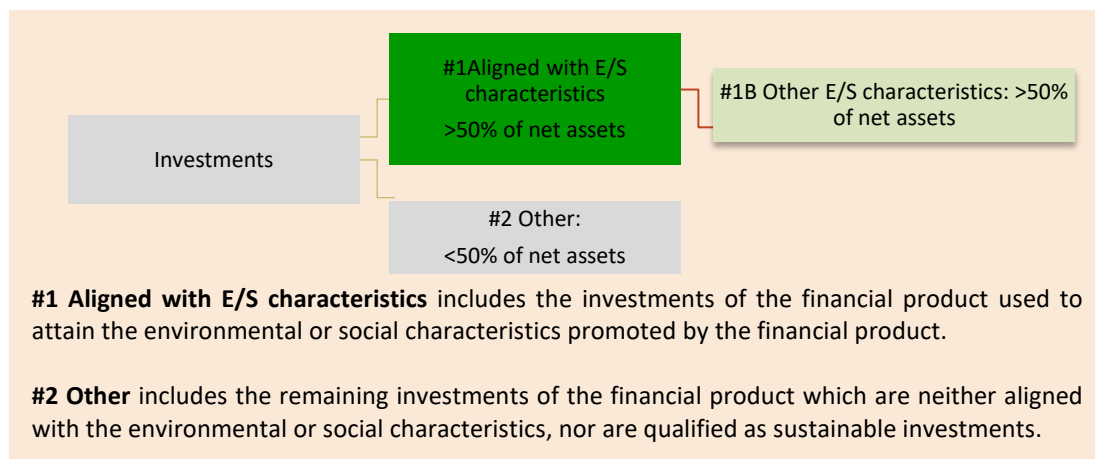 #1Aligned with E/S
characteristics
>50% of net assets
#1B Other E/S characteristics: >50%
of net assets
Investments
#2 Other:
<50% of net assets
#1 Aligned with E/S characteristics includes the investments of the financial product used to
attain the environmental or social characteristics promoted by the financial product.
#2 Other includes the remaining investments of the financial product which are neither aligned
with the environmental or social characteristics, nor are qualified as sustainable investments.